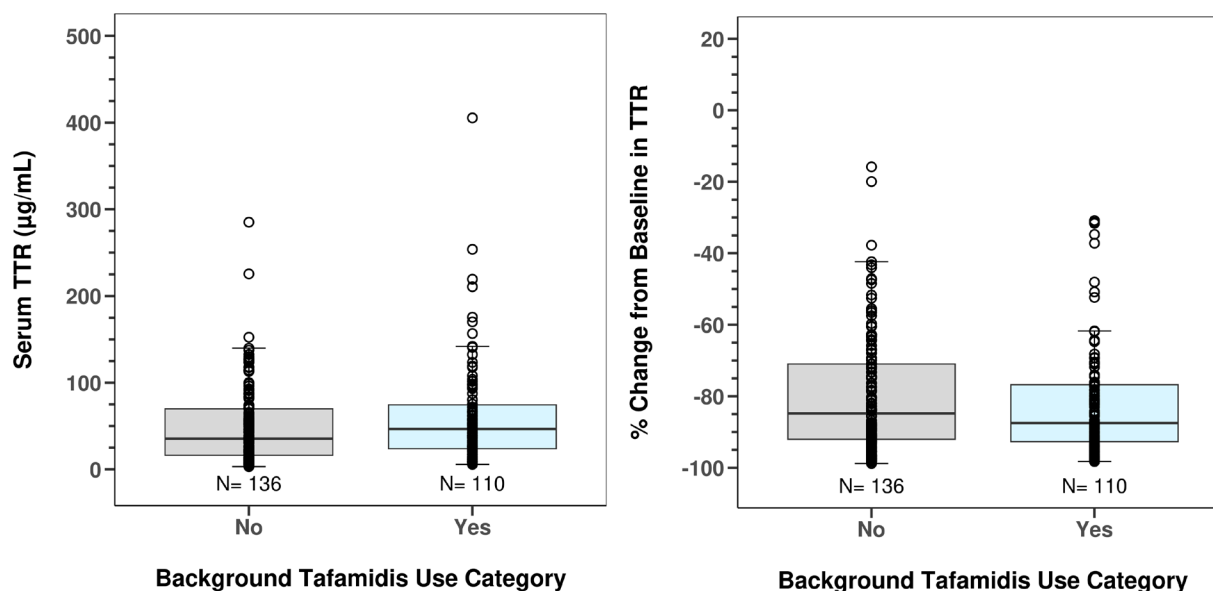 Serum TTR (µg/mL)
500
400
300
200
100
0
N= 136
N= 110
No
Yes
Background Tafamidis Use Category
% Change from Baseline in TTR
20
0
-20
-40
-60
-80
-100
N= 136
N= 110
No
Yes
Background Tafamidis Use Category